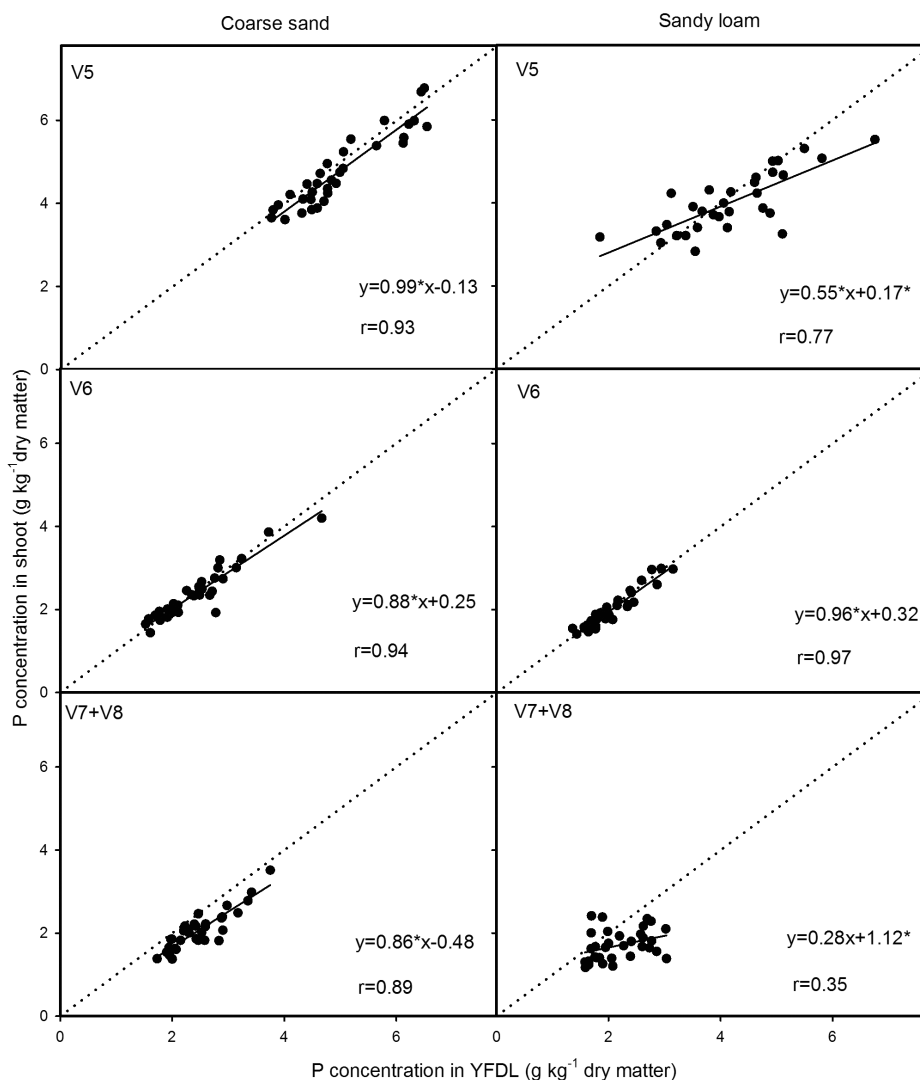 Coarse sand
Sandy loam
V5
V5
6
4
2
0
y=0.99*x-0.13
r=0.93
y=0.55*x+0.17*
r=0.77
V6
V6
6
4
2
0
y=0.88*x+0.25
r=0.94
y=0.96*x+0.32
r=0.97
V7+V8
V7+V8
6
4
2
0
y=0.86*x-0.48
r=0.89
y=0.28x+1.12*
r=0.35
0 2 4 6 0 2 4 6
P concentration in shoot (g kg⁻¹dry matter)
P concentration in YFDL (g kg⁻¹ dry matter)